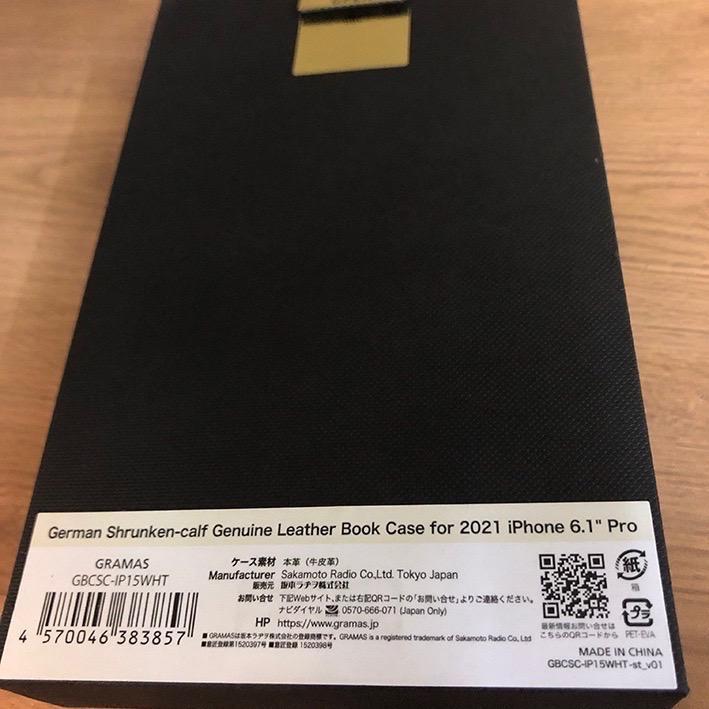 German Shrunken-calf Genuine Leather Book Case for 2021 iPhone 6.1" Pro
GRAMAS
GBCSC-IP15WHT
4 570046 383857
ケース素材 本革（牛皮革）
Manufacturer Sakamoto Radio Co.,Ltd. Tokyo Japan
販売元 坂本ラヂヲ株式会社
お問い合せ 下記Webサイト、または右記QRコードの「お問い合せ」よりご連絡ください。
ナビダイヤル 0570-666-071 (Japan Only)
HP https://www.gramas.jp
■ GRAMASは坂本ラヂヲ株式会社の登録商標です。GRAMAS is a registered trademark of Sakamoto Radio Co., Ltd
■意匠登録第1520397号 ■意匠登録 1520398号
最新情報お問い合せは
こちらのQRコードから
紙
箱
プラ
PET・EVA
MADE IN CHINA
GBCSC-IP15WHT-st_v01